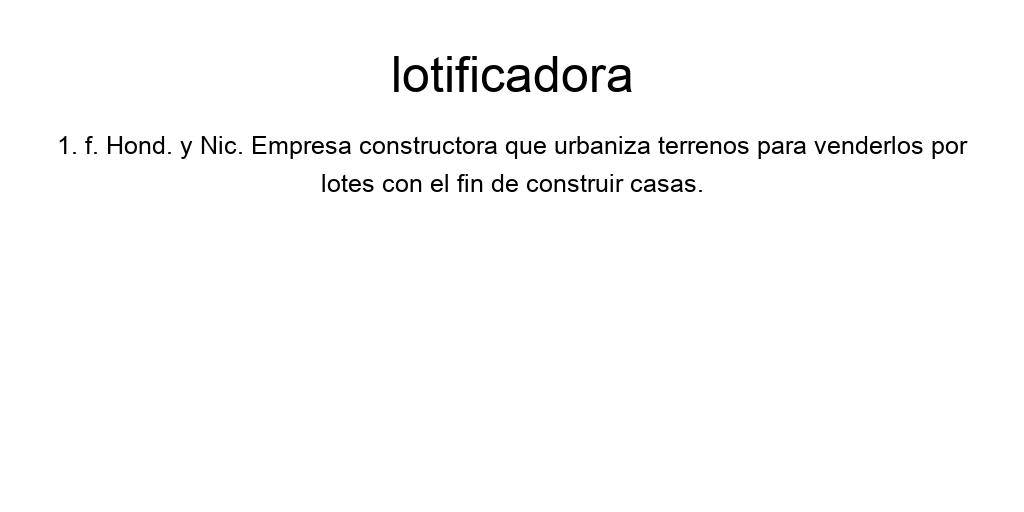 lotificadora
1. f. Hond. y Nic. Empresa constructora que urbaniza terrenos para venderlos por
lotes con el fin de construir casas.